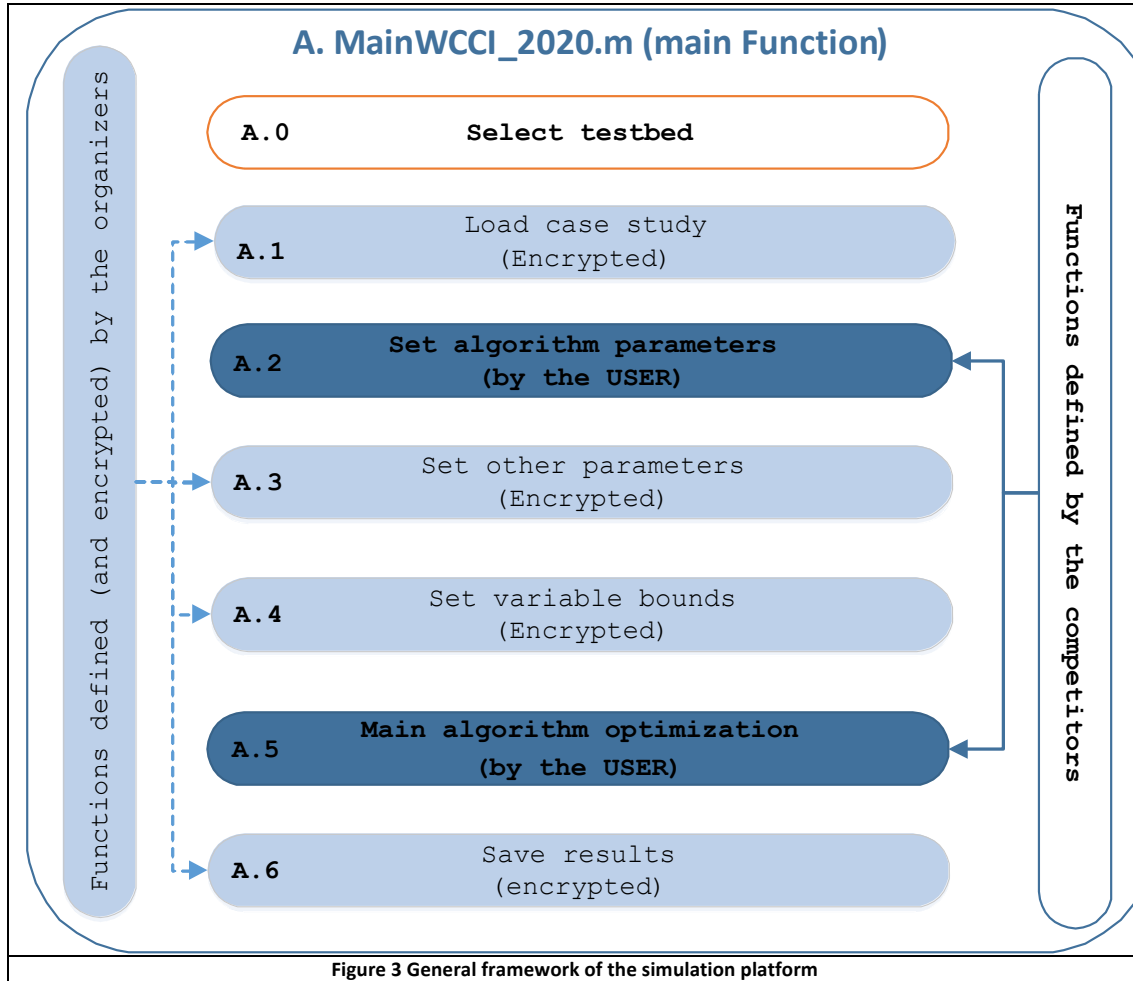 A. MainWCCI_2020.m (main Function)
Functions defined (and encrypted) by the organizers
A.0 Select testbed
A.1 Load case study
(Encrypted)
A.2 Set algorithm parameters
(by the USER)
A.3 Set other parameters
(Encrypted)
A.4 Set variable bounds
(Encrypted)
A.5 Main algorithm optimization
(by the USER)
A.6 Save results
(encrypted)
Functions defined by the competitors
Figure 3 General framework of the simulation platform